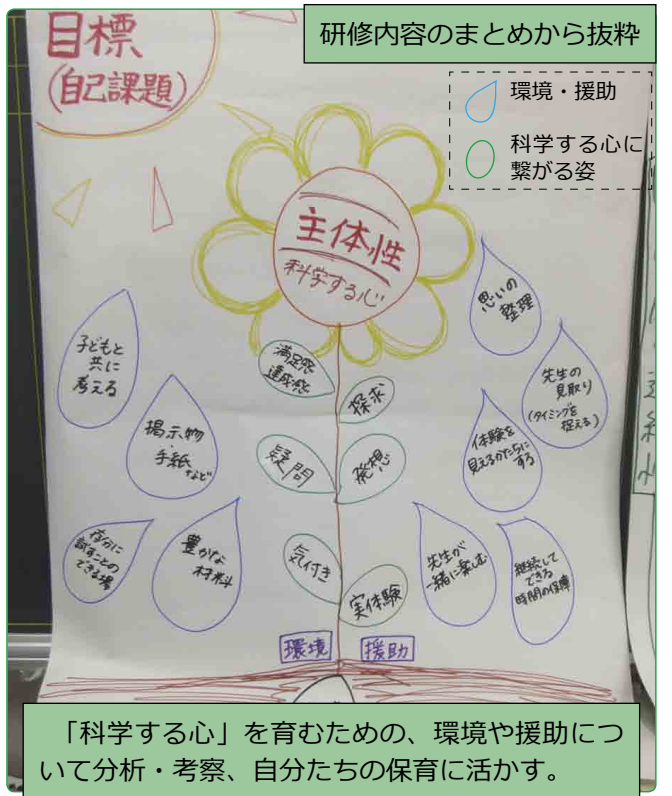 研修内容のまとめから抜粋
環境・援助
科学する心に
繋がる姿
目標
(自己課題)
主体性
科学する心
思いの
整理
子どもと
共に
考える
満足感
達成感
探求
先生の
見取り
(タイミングを
捉える)
掲示物
・
手紙
など
疑問
発想
体験を
見えるかたちに
する
存分に
試すことの
できる場
豊かな
材料
気付き
実体験
先生が
一緒に楽しむ
継続して
できる
時間の保障
環境
援助
「科学する心」を育むための、環境や援助につ
いて分析・考察、自分たちの保育に活かす。